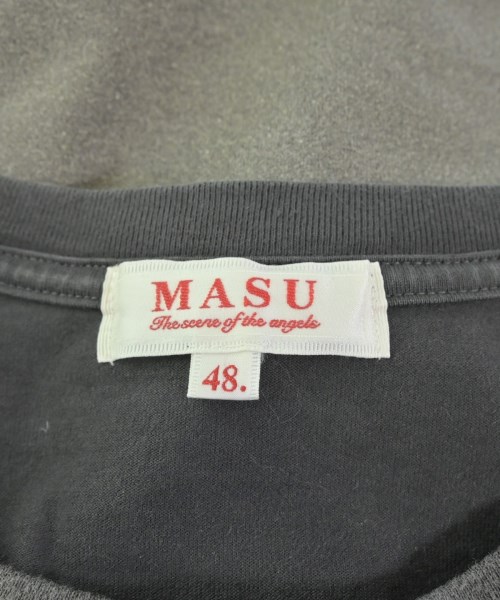 MASU
The scene of the angels
48.